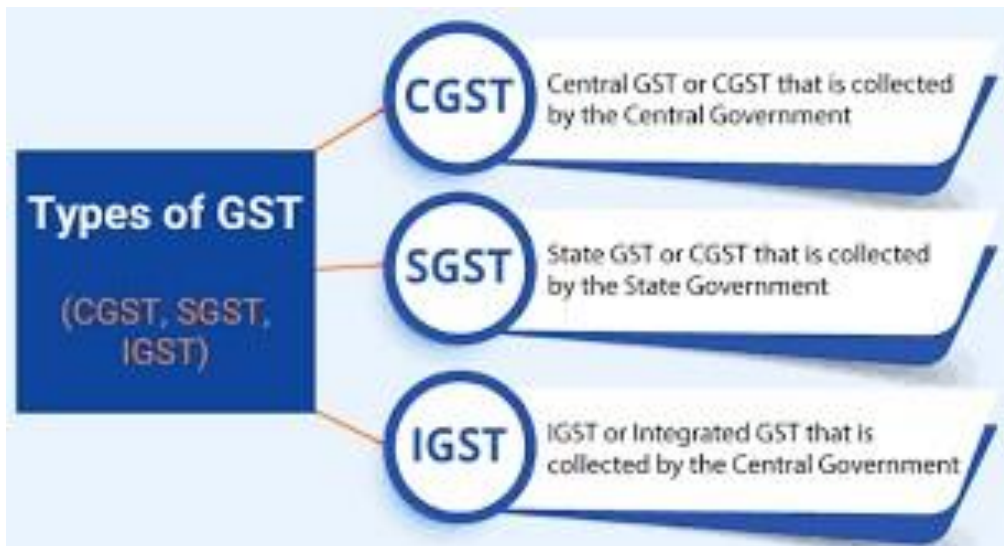 Types of GST
(CGST, SGST,
IGST)
CGST
Central GST or CGST that is collected
by the Central Government
SGST
State GST or CGST that is collected
by the State Government
IGST
IGST or Integrated GST that is
collected by the Central Government